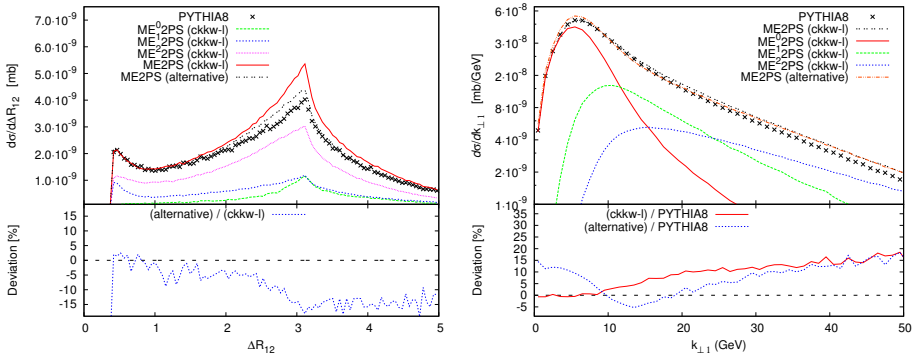 PYTHIA8
ME⁰2PS (ckkw-l)
ME¹2PS (ckkw-l)
ME²2PS (ckkw-l)
ME2PS (ckkw-l)
ME2PS (alternative)
7.0·10⁻⁹
6.0·10⁻⁹
5.0·10⁻⁹
4.0·10⁻⁹
3.0·10⁻⁹
2.0·10⁻⁹
1.0·10⁻⁹
dσ/dΔR₁₂ [mb]
(alternative) / (ckkw-l)
15
10
5
0
-5
-10
-15
Deviation [%]
0 1 2 3 4 5
ΔR₁₂
PYTHIA8
ME2PS (ckkw-l)
ME⁰2PS (ckkw-l)
ME¹2PS (ckkw-l)
ME²2PS (ckkw-l)
ME2PS (alternative)
6·10⁻⁸
3·10⁻⁸
2·10⁻⁸
8·10⁻⁹
4·10⁻⁹
2·10⁻⁹
1·10⁻⁹
dσ/dk⊥₁ [mb/GeV]
(ckkw-l) / PYTHIA8
(alternative) / PYTHIA8
35
30
25
20
15
10
5
0
-5
Deviation [%]
0 10 20 30 40 50
k⊥₁ (GeV)